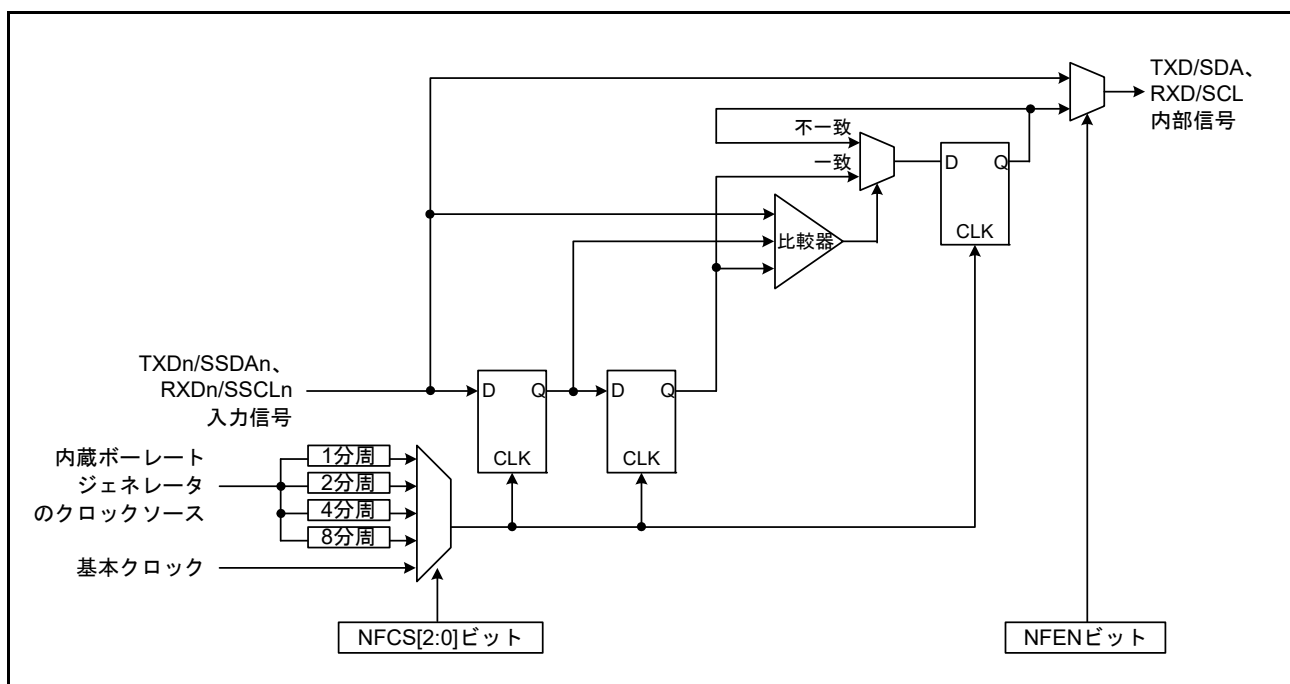 TXD/SDA、
RXD/SCL
内部信号
不一致
一致
D
Q
CLK
比較器
TXDn/SSDAn、
RXDn/SSCLn
入力信号
D
Q
CLK
D
Q
CLK
内蔵ボーレート
ジェネレータ
のクロックソース
1分周
2分周
4分周
8分周
基本クロック
NFCS[2:0]ビット
NFENビット